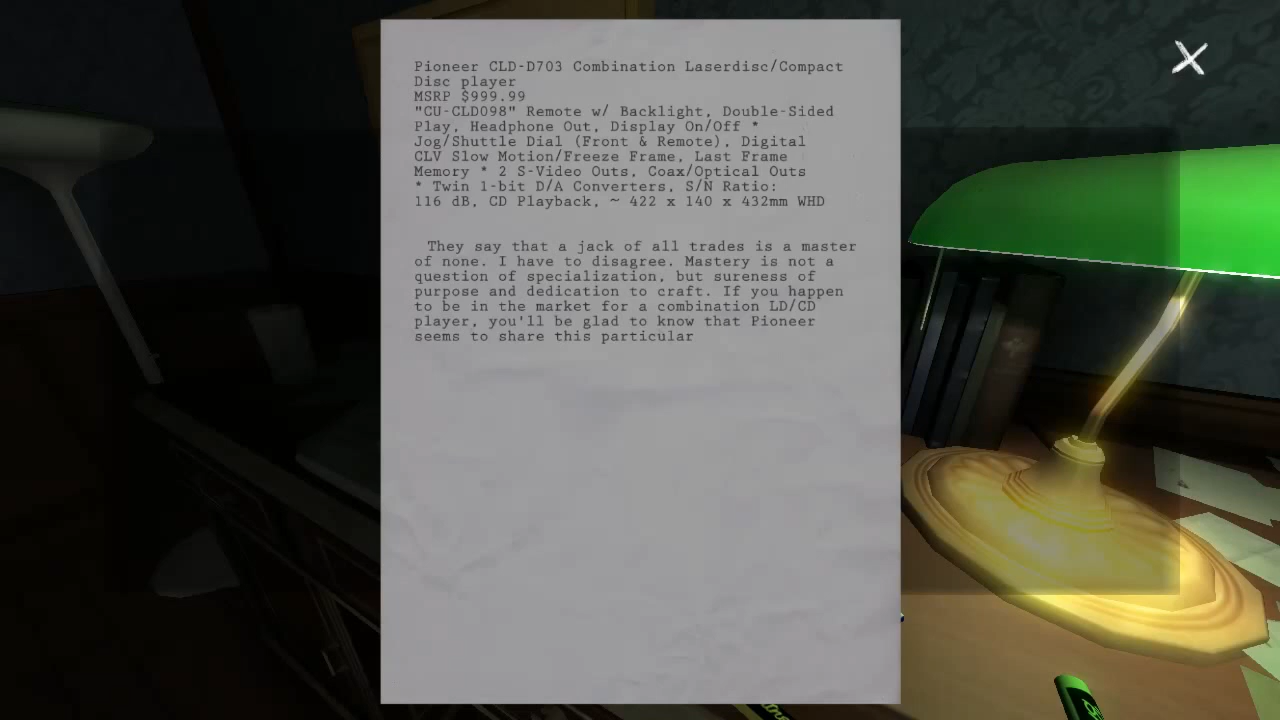 Pioneer CLD-D703 Combination Laserdisc/Compact
Disc player
MSRP $999.99
"CU-CLD098" Remote w/ Backlight, Double-Sided
Play, Headphone Out, Display On/Off *
Jog/Shuttle Dial (Front & Remote), Digital
CLV Slow Motion/Freeze Frame, Last Frame
Memory * 2 S-Video Outs, Coax/Optical Outs
* Twin 1-bit D/A Converters, S/N Ratio:
116 dB, CD Playback, ~ 422 x 140 x 432mm WHD
They say that a jack of all trades is a master
of none. I have to disagree. Mastery is not a
question of specialization, but sureness of
purpose and dedication to craft. If you happen
to be in the market for a combination LD/CD
player, you'll be glad to know that Pioneer
seems to share this particular